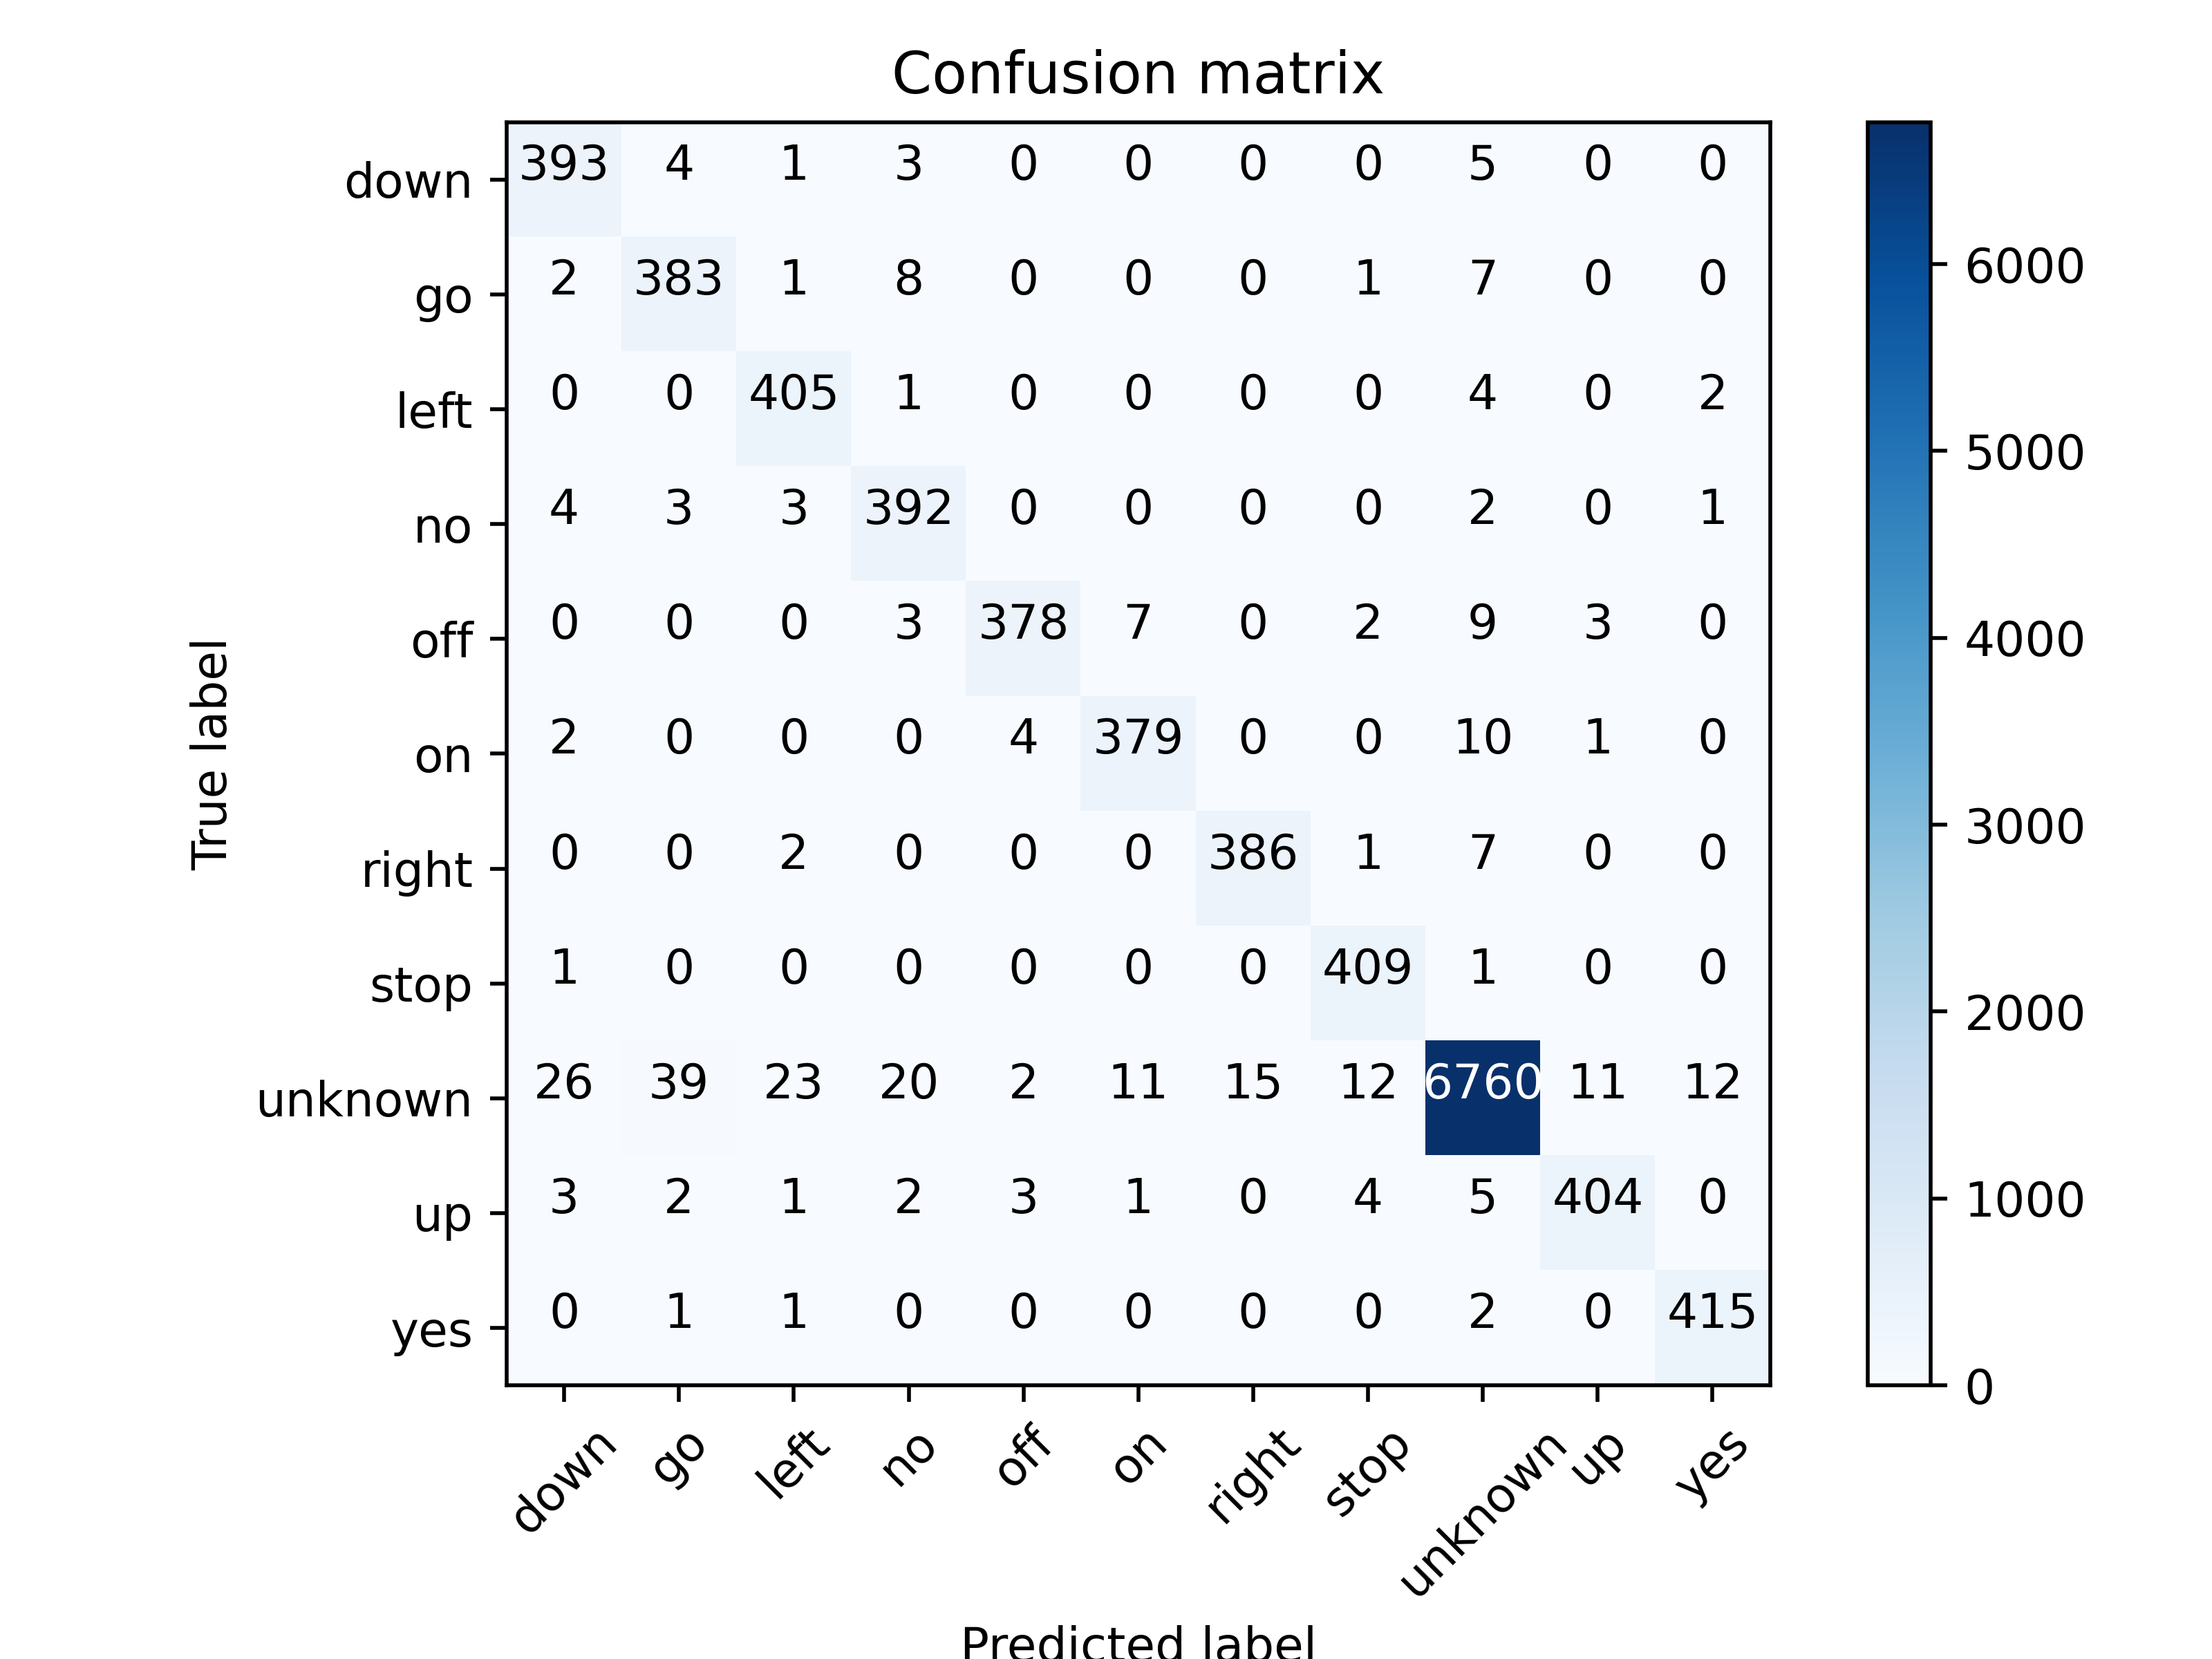 Confusion matrix
down 393 4 1 3 0 0 0 0 5 0 0
go 2 383 1 8 0 0 0 1 7 0 0
left 0 0 405 1 0 0 0 0 4 0 2
no 4 3 3 392 0 0 0 0 2 0 1
off 0 0 0 3 378 7 0 2 9 3 0
on 2 0 0 0 4 379 0 0 10 1 0
right 0 0 2 0 0 0 386 1 7 0 0
stop 1 0 0 0 0 0 0 409 1 0 0
unknown 26 39 23 20 2 11 15 12 6760 11 12
up 3 2 1 2 3 1 0 4 5 404 0
yes 0 1 1 0 0 0 0 0 2 0 415
down go left no off on right stop unknown up yes
True label
Predicted label
6000
5000
4000
3000
2000
1000
0